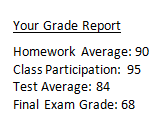 Your Grade Report
Homework Average: 90
Class Participation: 95
Test Average: 84
Final Exam Grade: 68